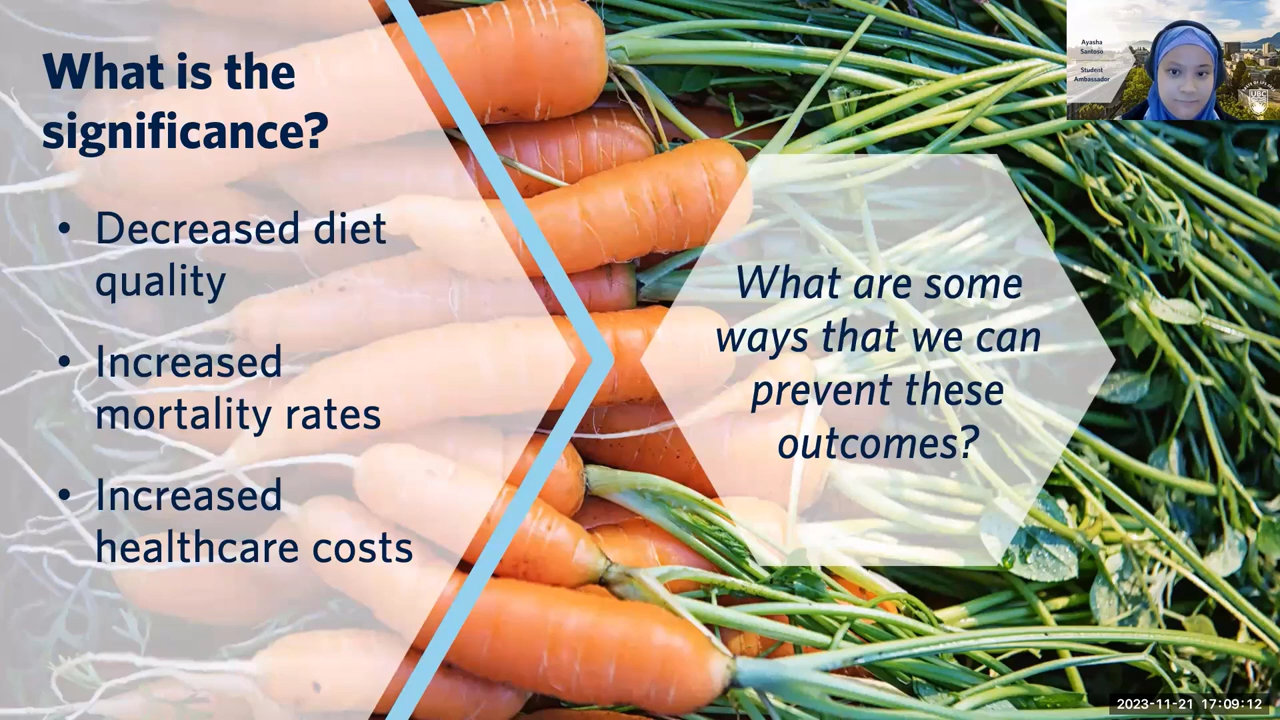 What is the
significance?
• Decreased diet
quality
• Increased
mortality rates
• Increased
healthcare costs
What are some
ways that we can
prevent these
outcomes?
Ayasha
Santoso
Student
Ambassador
UBC
2023-11-21 17:09:12